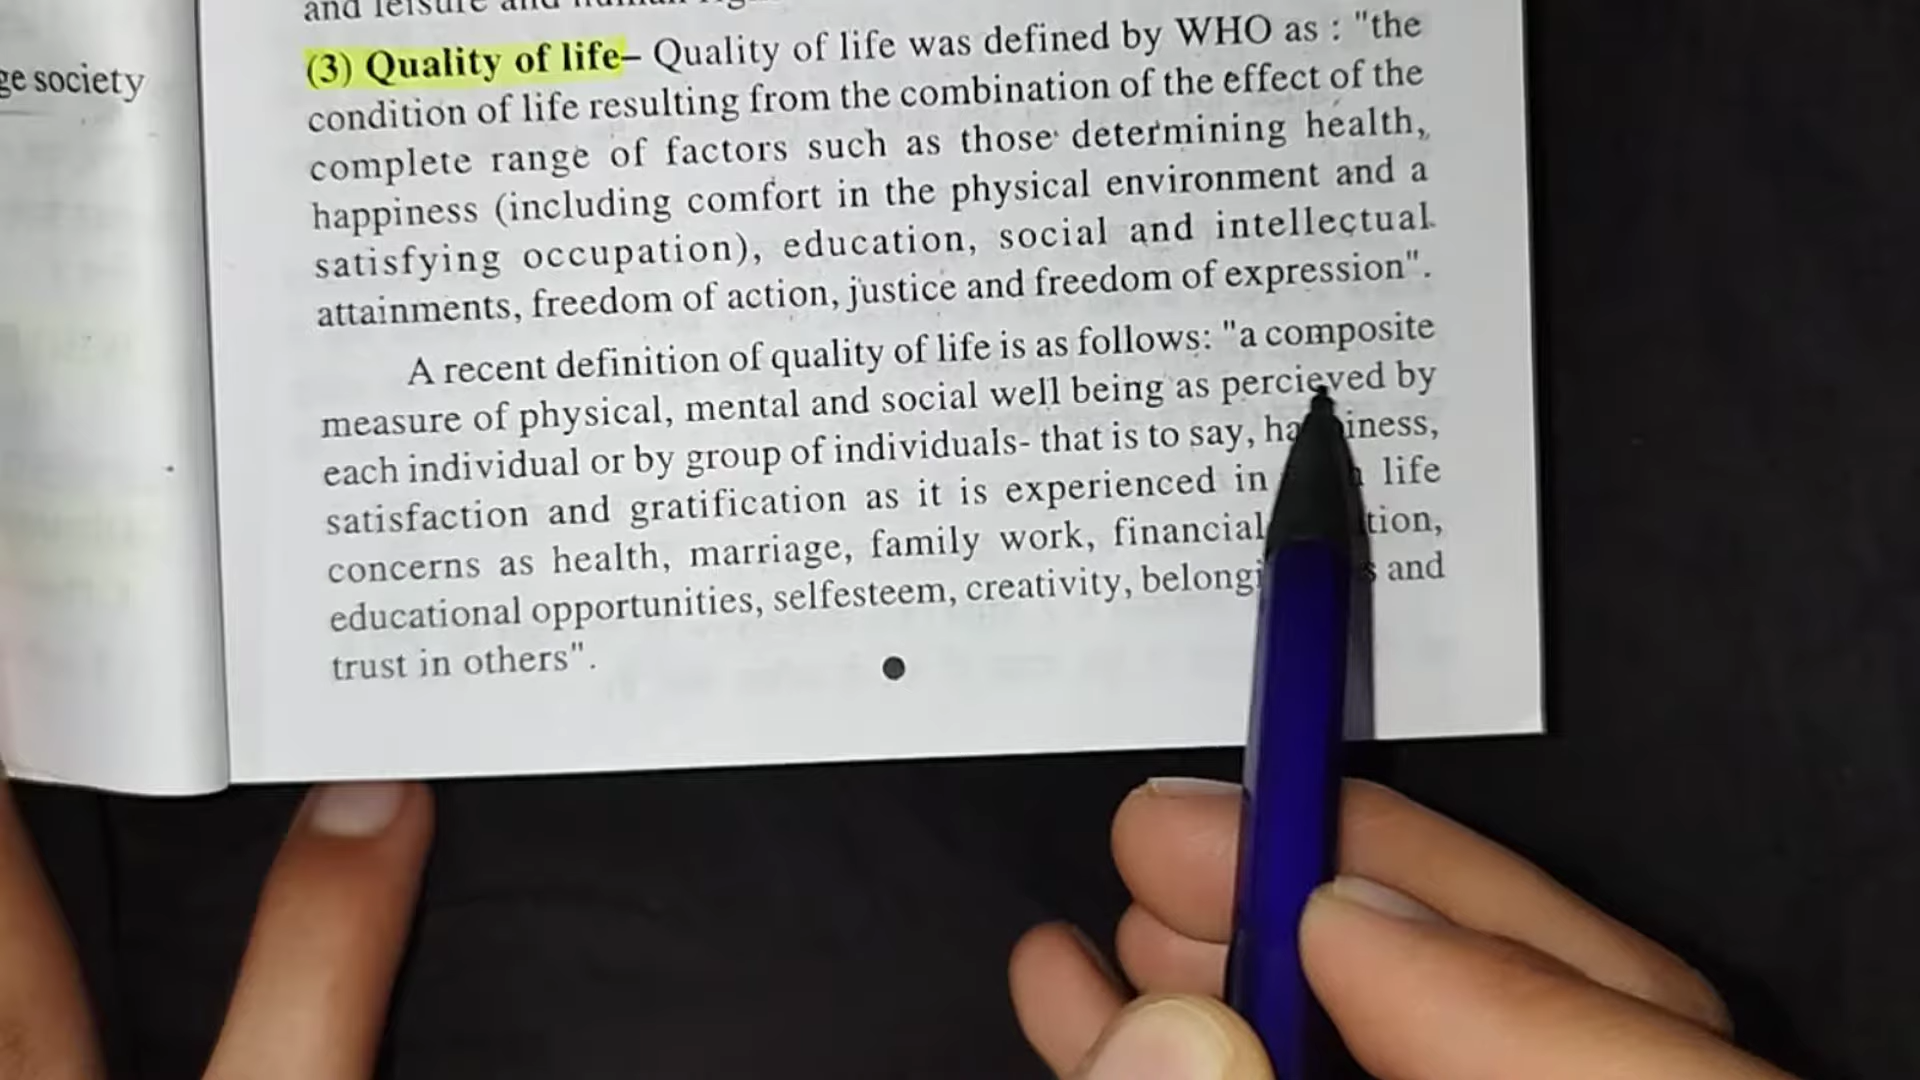 and leisure and human
(3) Quality of life– Quality of life was defined by WHO as : "the
ge society
condition of life resulting from the combination of the effect of the
complete range of factors such as those determining health,
happiness (including comfort in the physical environment and a
satisfying occupation), education, social and intellectual
attainments, freedom of action, justice and freedom of expression".
A recent definition of quality of life is as follows: "a composite
measure of physical, mental and social well being as percieved by
each individual or by group of individuals- that is to say, happiness,
satisfaction and gratification as it is experienced in life
concerns as health, marriage, family work, financial
educational opportunities, selfesteem, creativity, and
trust in others".